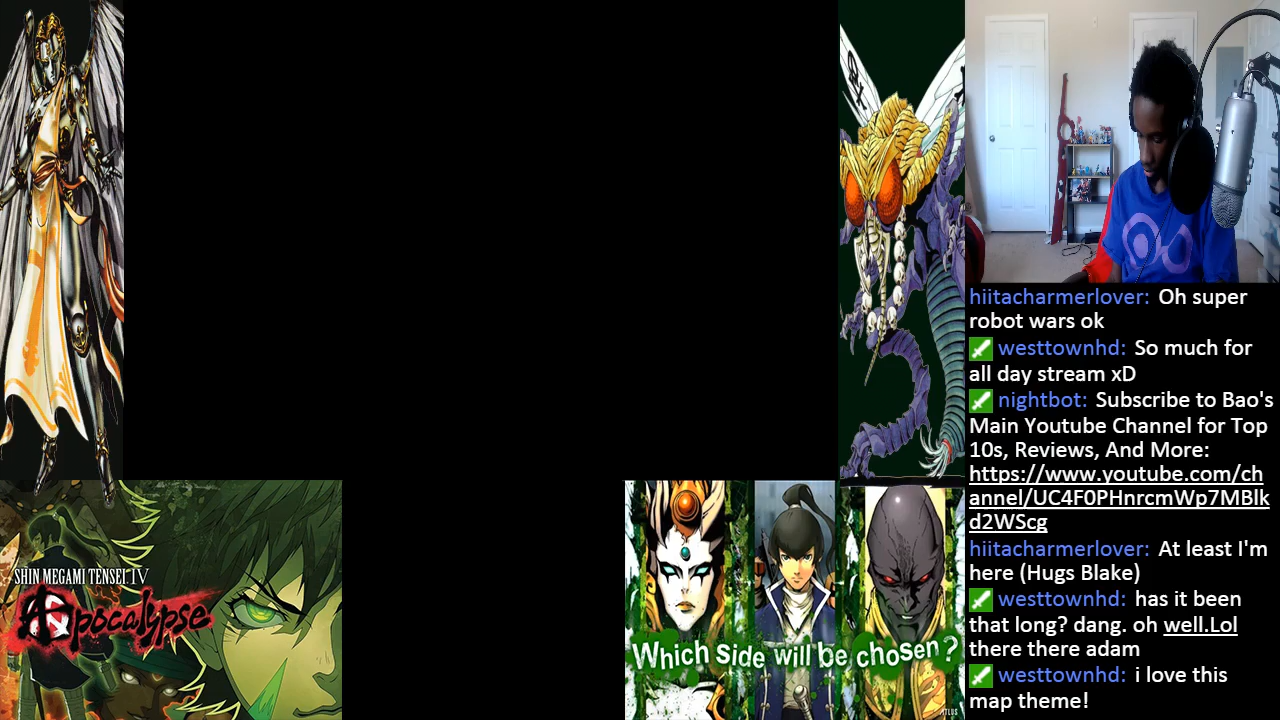 SHIN MEGAMI TENSEI IV
Apocalypse
Which side will be chosen?
ATLUS
hiitacharmerlover: Oh super
robot wars ok
westtownhd: So much for
all day stream xD
nightbot: Subscribe to Bao's
Main Youtube Channel for Top
10s, Reviews, And More:
https://www.youtube.com/ch
annel/UC4F0PHnrcmWp7MBlk
d2WScg
hiitacharmerlover: At least I'm
here (Hugs Blake)
westtownhd: has it been
that long? dang. oh well.Lol
there there adam
westtownhd: i love this
map theme!